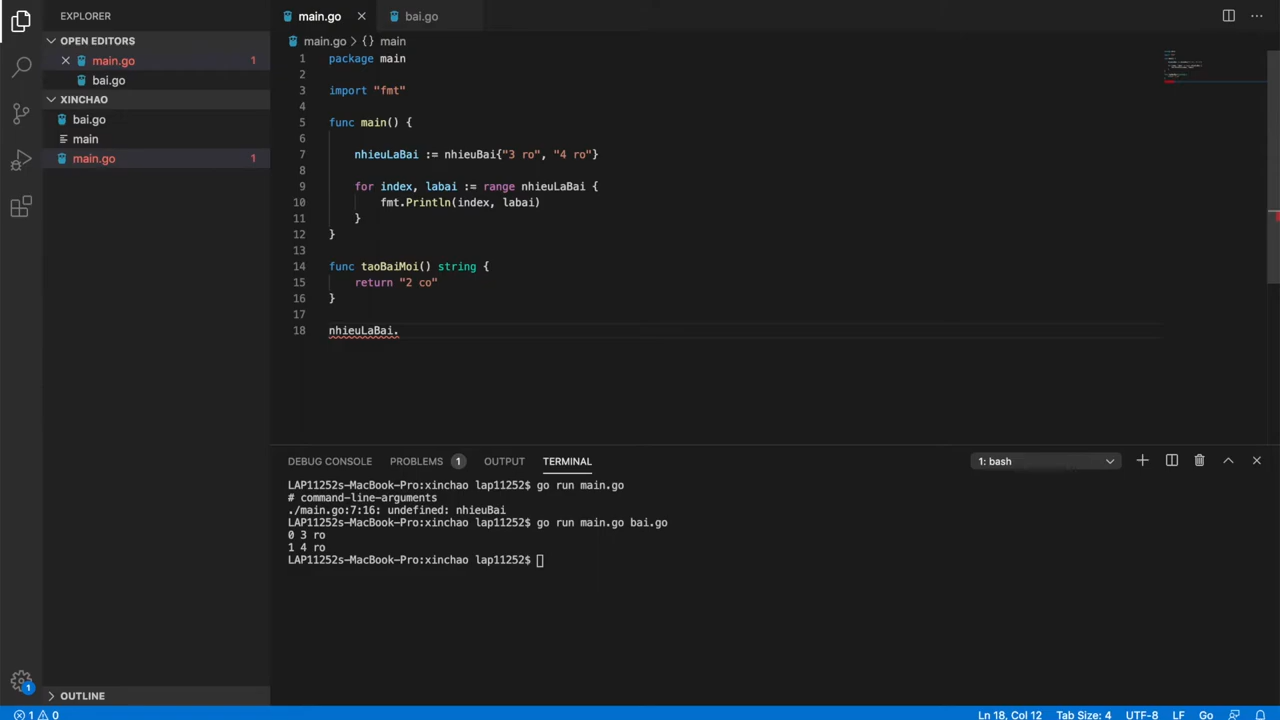 EXPLORER
OPEN EDITORS
main.go 1
bai.go
XINCHAO
bai.go
main
main.go 1
OUTLINE
main.go
bai.go
main.go > {} main
1 package main
2
3 import "fmt"
4
5 func main() {
6
7 nhieuLaBai := nhieuBai{"3 ro", "4 ro"}
8
9 for index, labai := range nhieuLaBai {
10 fmt.Println(index, labai)
11 }
12 }
13
14 func taoBaiMoi() string {
15 return "2 co"
16 }
17
18 nhieuLaBai.
DEBUG CONSOLE PROBLEMS 1 OUTPUT TERMINAL 1: bash
LAP11252s-MacBook-Pro:xinchao lap11252$ go run main.go
# command-line-arguments
./main.go:7:16: undefined: nhieuBai
LAP11252s-MacBook-Pro:xinchao lap11252$ go run main.go bai.go
0 3 ro
1 4 ro
LAP11252s-MacBook-Pro:xinchao lap11252$
1
1 0 Ln 18, Col 12 Tab Size: 4 UTF-8 LF Go